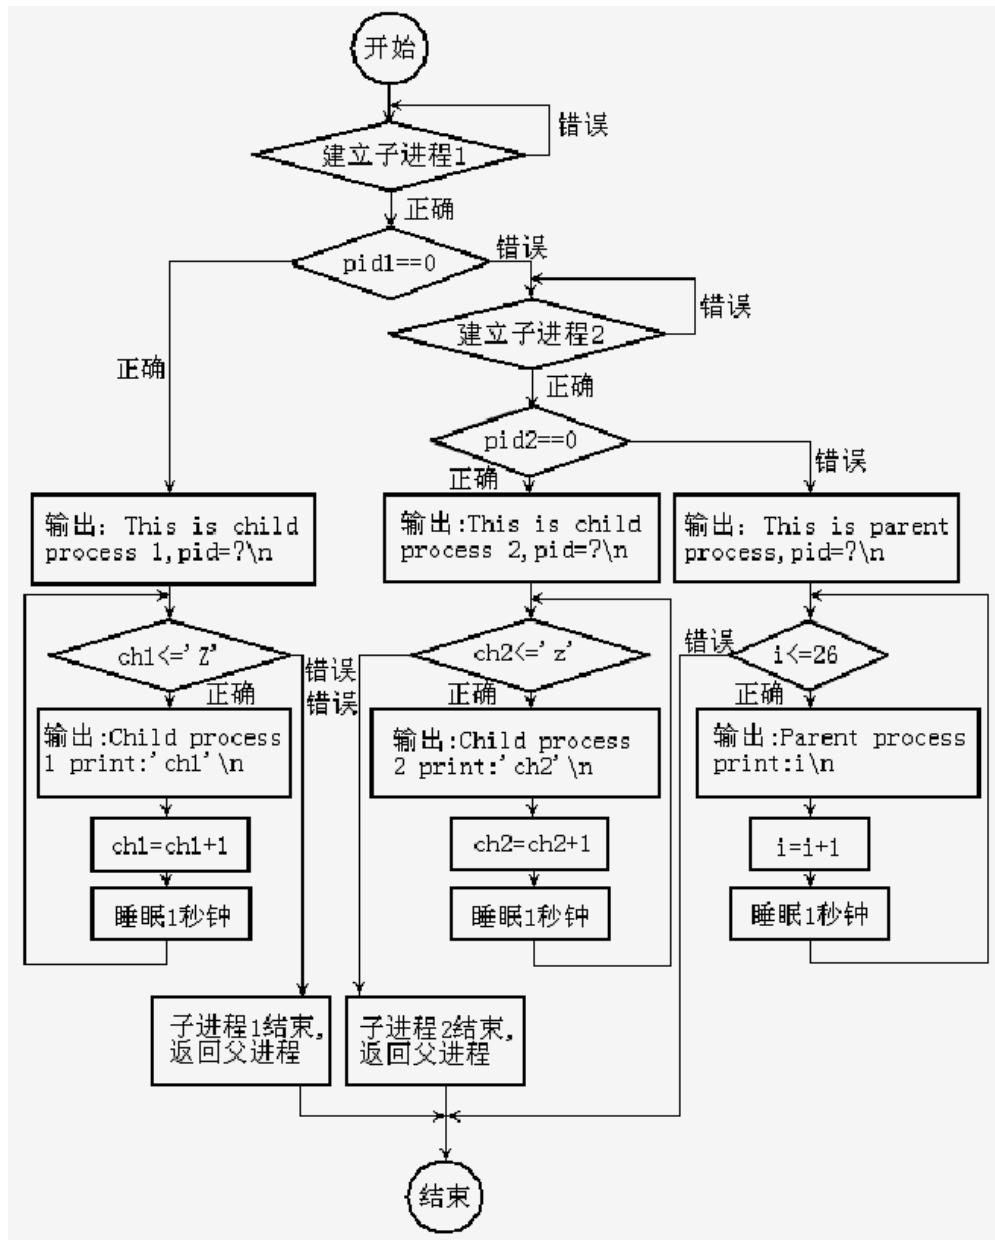 开始
错误
建立子进程1
正确
pid1==0
错误
错误
建立子进程2
正确
正确
pid2==0
正确
错误
输出: This is child
process 1,pid=?\n
输出:This is child
process 2,pid=?\n
输出: This is parent
process,pid=?\n
ch1<='Z'
错误
正确
ch2<='z'
错误
正确
i<=26
错误
正确
输出:Child process
1 print:'ch1'\n
输出:Child process
2 print:'ch2'\n
输出:Parent process
print:i\n
ch1=ch1+1
ch2=ch2+1
i=i+1
睡眠1秒钟
睡眠1秒钟
睡眠1秒钟
子进程1结束,
返回父进程
子进程2结束,
返回父进程
结束